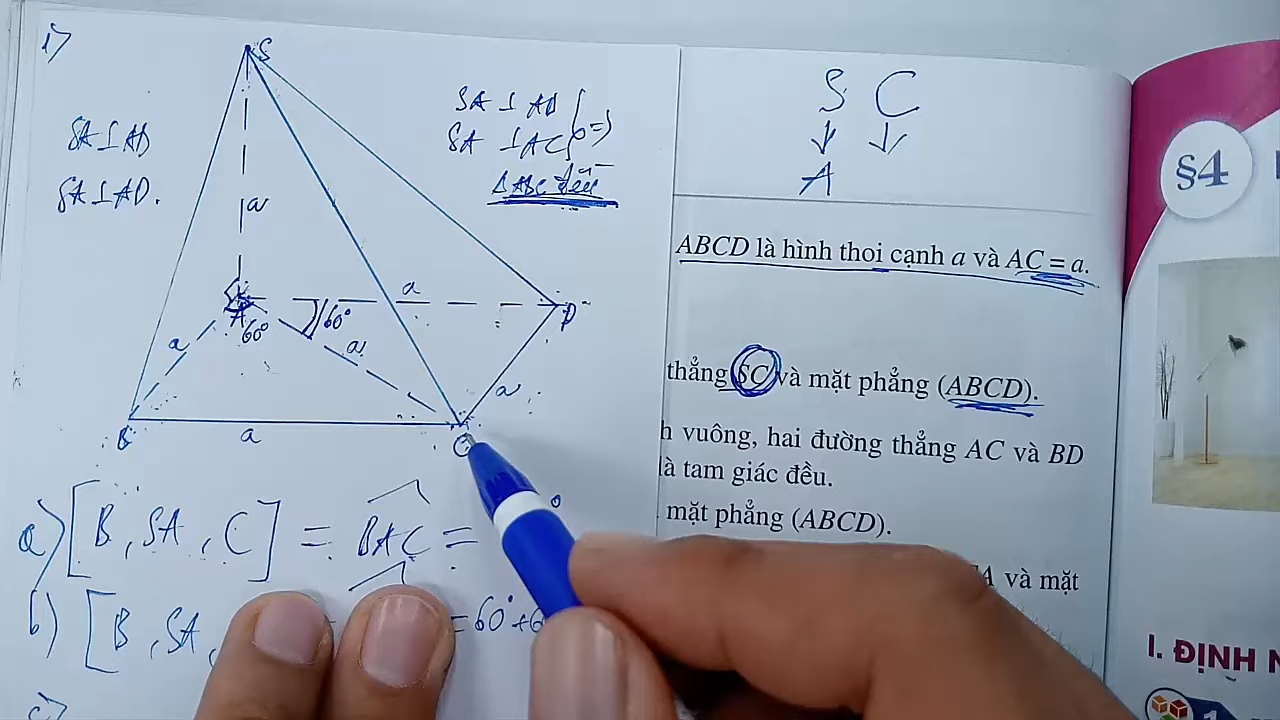 1)
S
SA ⊥ AB
SA ⊥ AD.
SA ⊥ AB
SA ⊥ AC } =>
Δ ABC đều
S C
A
a
a
60°
A
60°
a
a
D
a
B
a
C
ABCD là hình thoi cạnh a và AC = a.
thẳng SC và mặt phẳng (ABCD).
h vuông, hai đường thẳng AC và BD
là tam giác đều.
mặt phẳng (ABCD).
và mặt
a) [B, SA, C] = BAC =
b) [B, SA, = 60° +
c)
§4
I. ĐỊNH